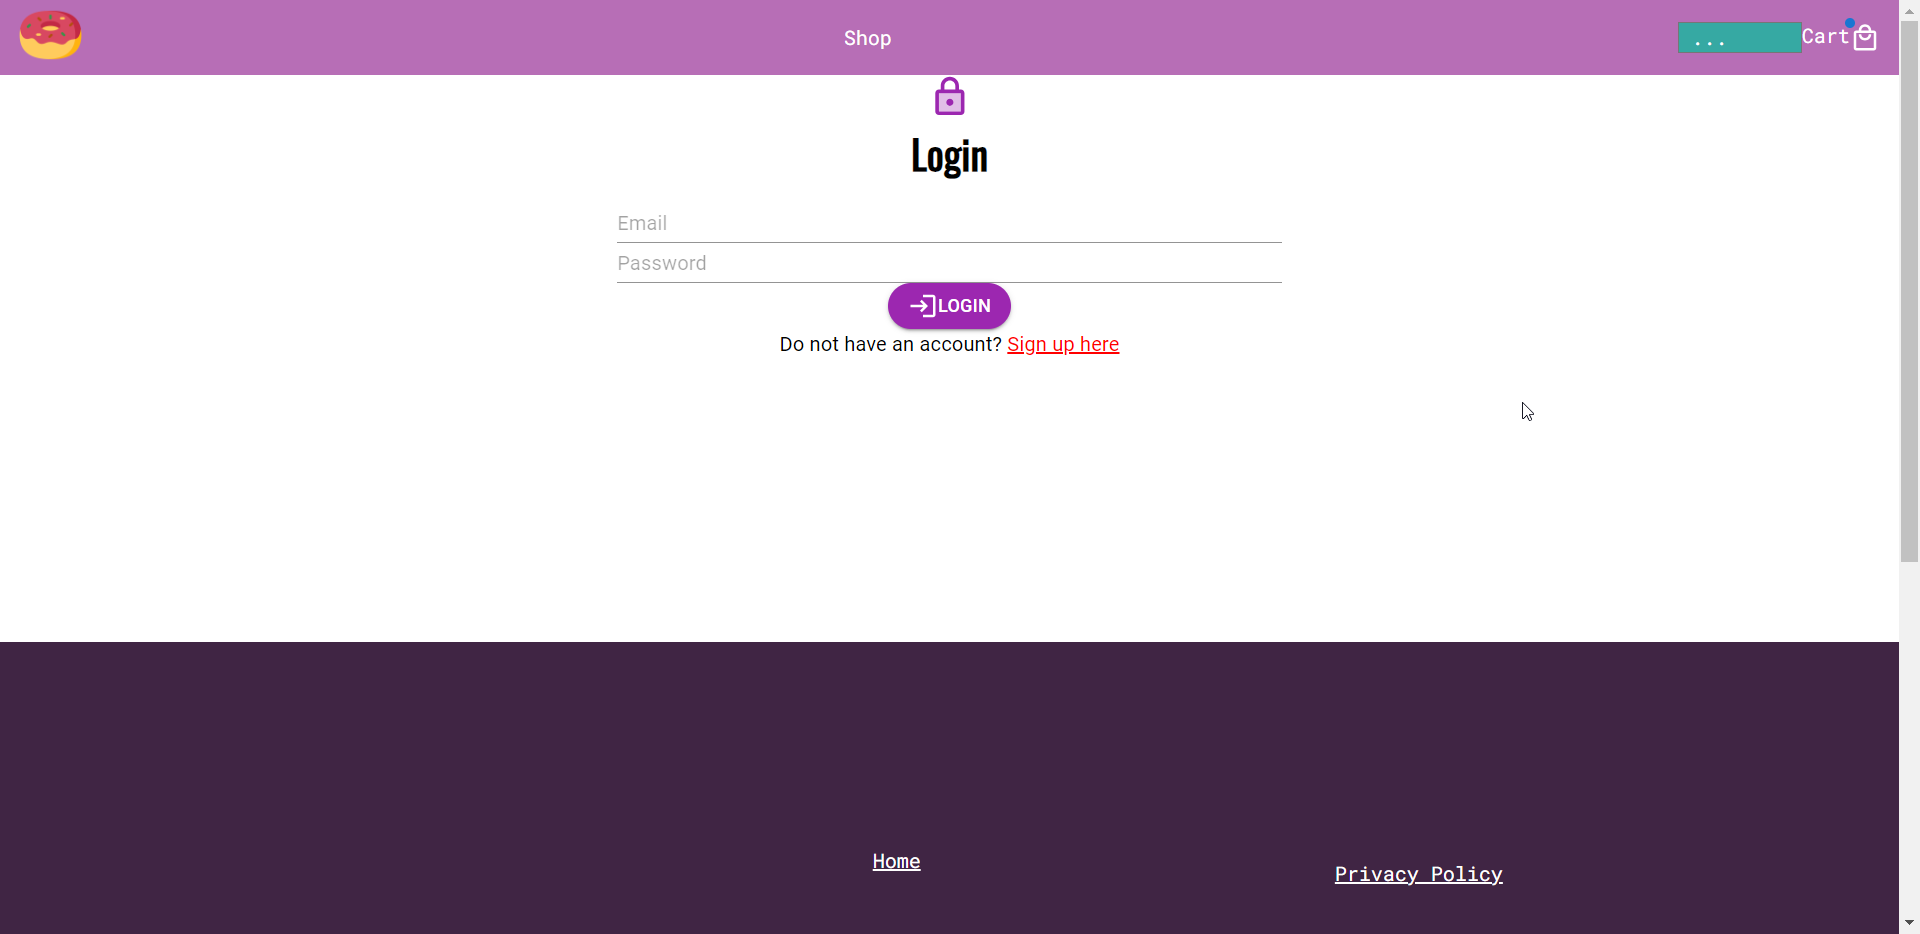 Shop
...
Cart
Login
Email
Password
LOGIN
Do not have an account? Sign up here
Home
Privacy Policy